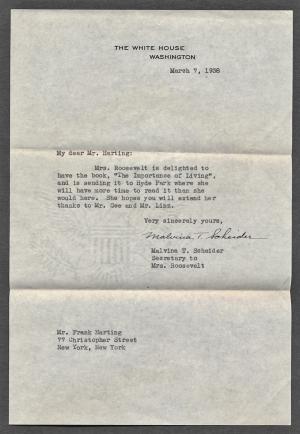 THE WHITE HOUSE
WASHINGTON
March 7, 1938
My dear Mr. Harting:
Mrs. Roosevelt is delighted to
have the book, "The Importance of Living",
and is sending it to Hyde Park where she
will have more time to read it than she
would here. She hopes you will extend her
thanks to Mr. Gee and Mr. Linn.
Very sincerely yours,
Malvina T. Scheider
Malvina T. Scheider
Secretary to
Mrs. Roosevelt
Mr. Frank Harting
77 Christopher Street
New York, New York